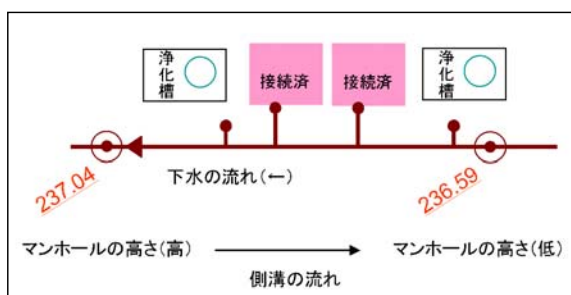 浄化槽
接続済
接続済
浄化槽
下水の流れ(←)
237.04
236.59
マンホールの高さ(高)
マンホールの高さ(低)
側溝の流れ